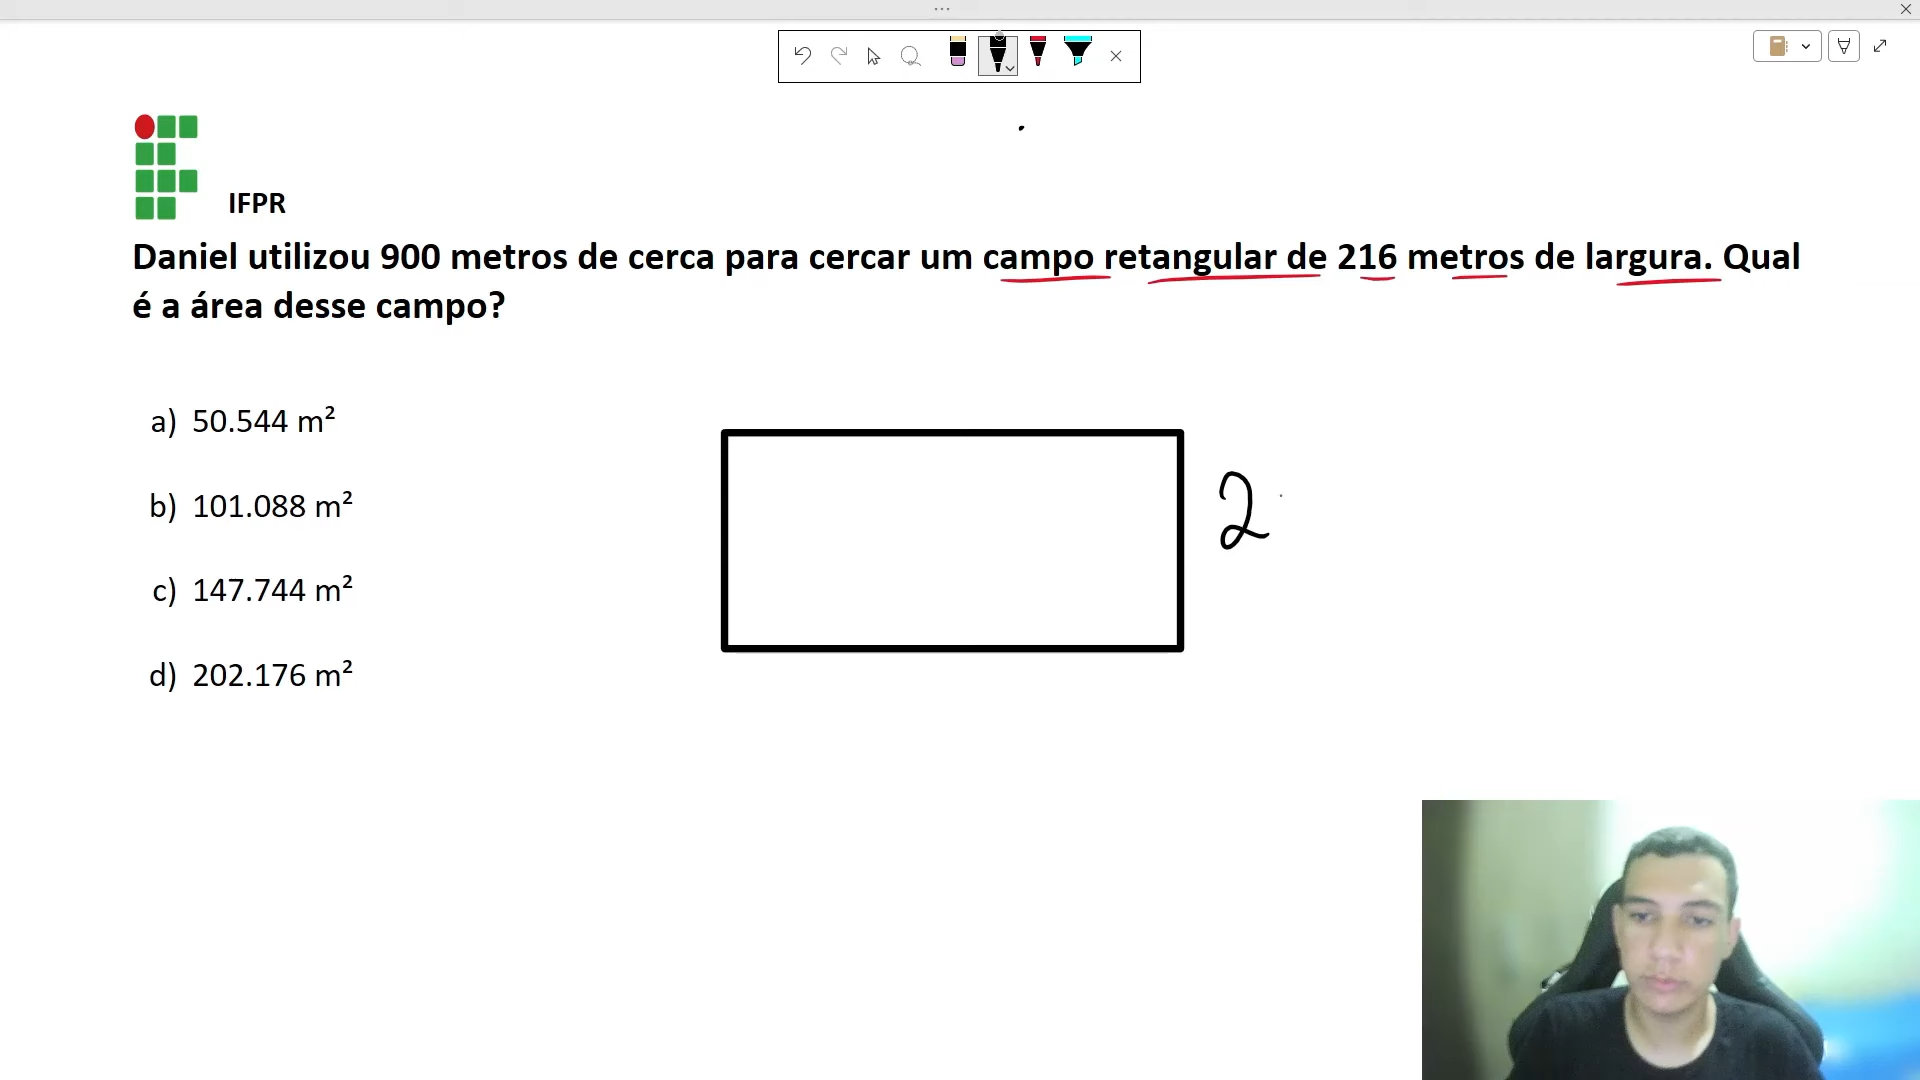 IFPR
Daniel utilizou 900 metros de cerca para cercar um campo retangular de 216 metros de largura. Qual
é a área desse campo?
a) 50.544 m²
b) 101.088 m²
2
c) 147.744 m²
d) 202.176 m²